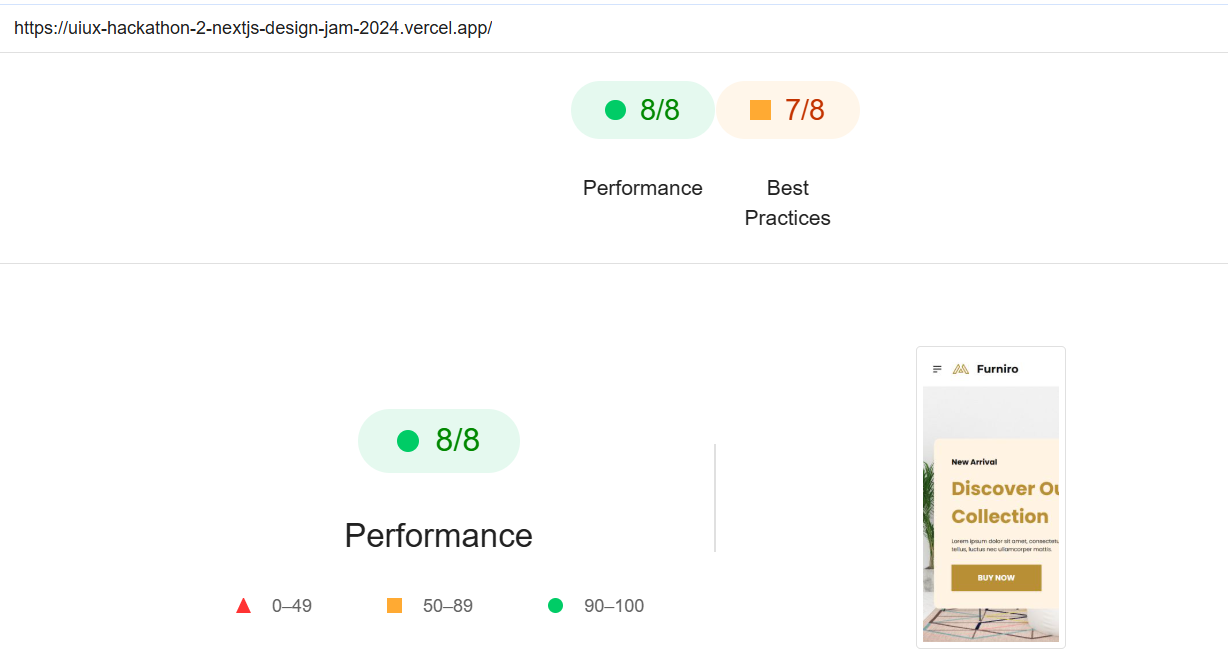 https://uiux-hackathon-2-nextjs-design-jam-2024.vercel.app/
8/8
7/8
Performance
Best
Practices
8/8
Performance
0–49
50–89
90–100
Furniro
New Arrival
Discover Ou
Collection
Lorem ipsum dolor sit amet, consectetu
tellus, luctus nec ullamcorper mattis.
BUY NOW